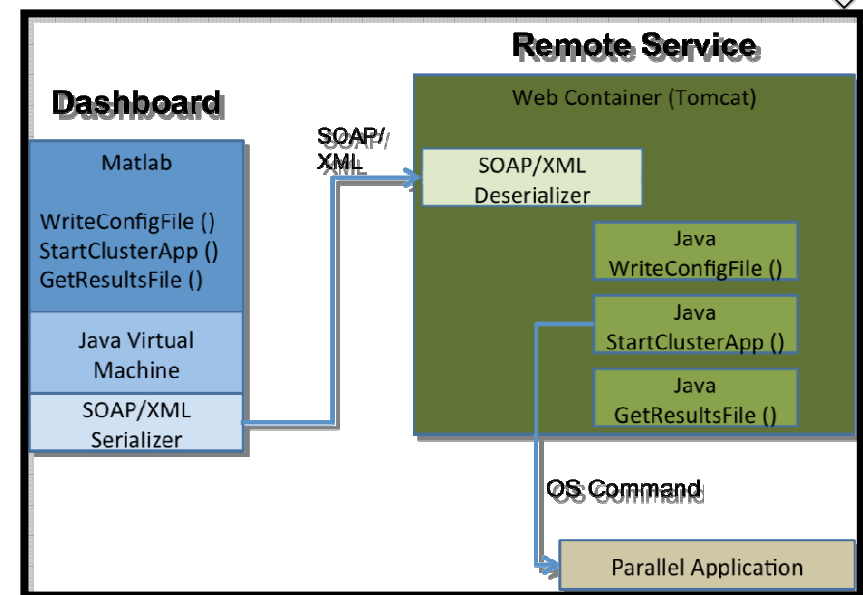 Dashboard
Matlab
WriteConfigFile ()
StartClusterApp ()
GetResultsFile ()
Java Virtual
Machine
SOAP/XML
Serializer
SOAP/
XML
Remote Service
Web Container (Tomcat)
SOAP/XML
Deserializer
Java
WriteConfigFile ()
Java
StartClusterApp ()
Java
GetResultsFile ()
OS Command
Parallel Application